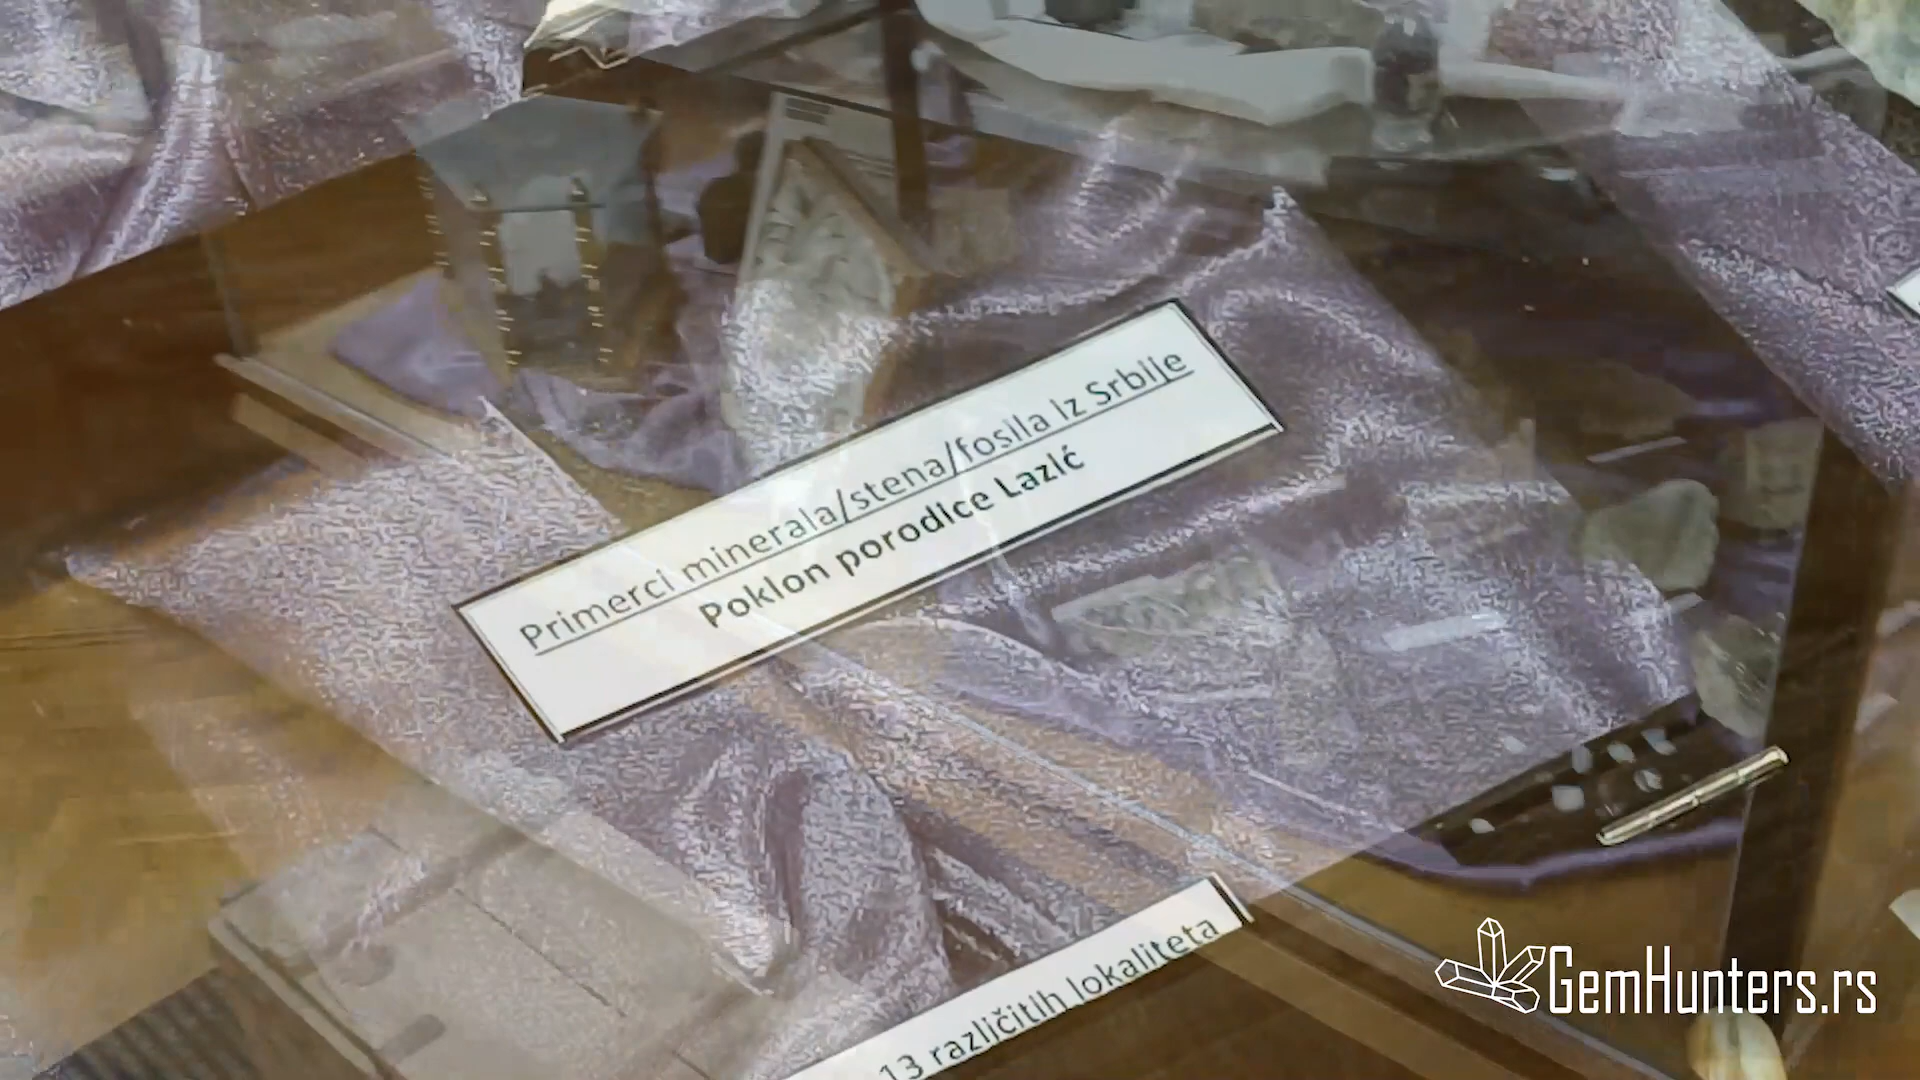 Primerci minerala/stena/fosila iz Srbije
Poklon porodice Lazić
13 različitih lokaliteta
GemHunters.rs